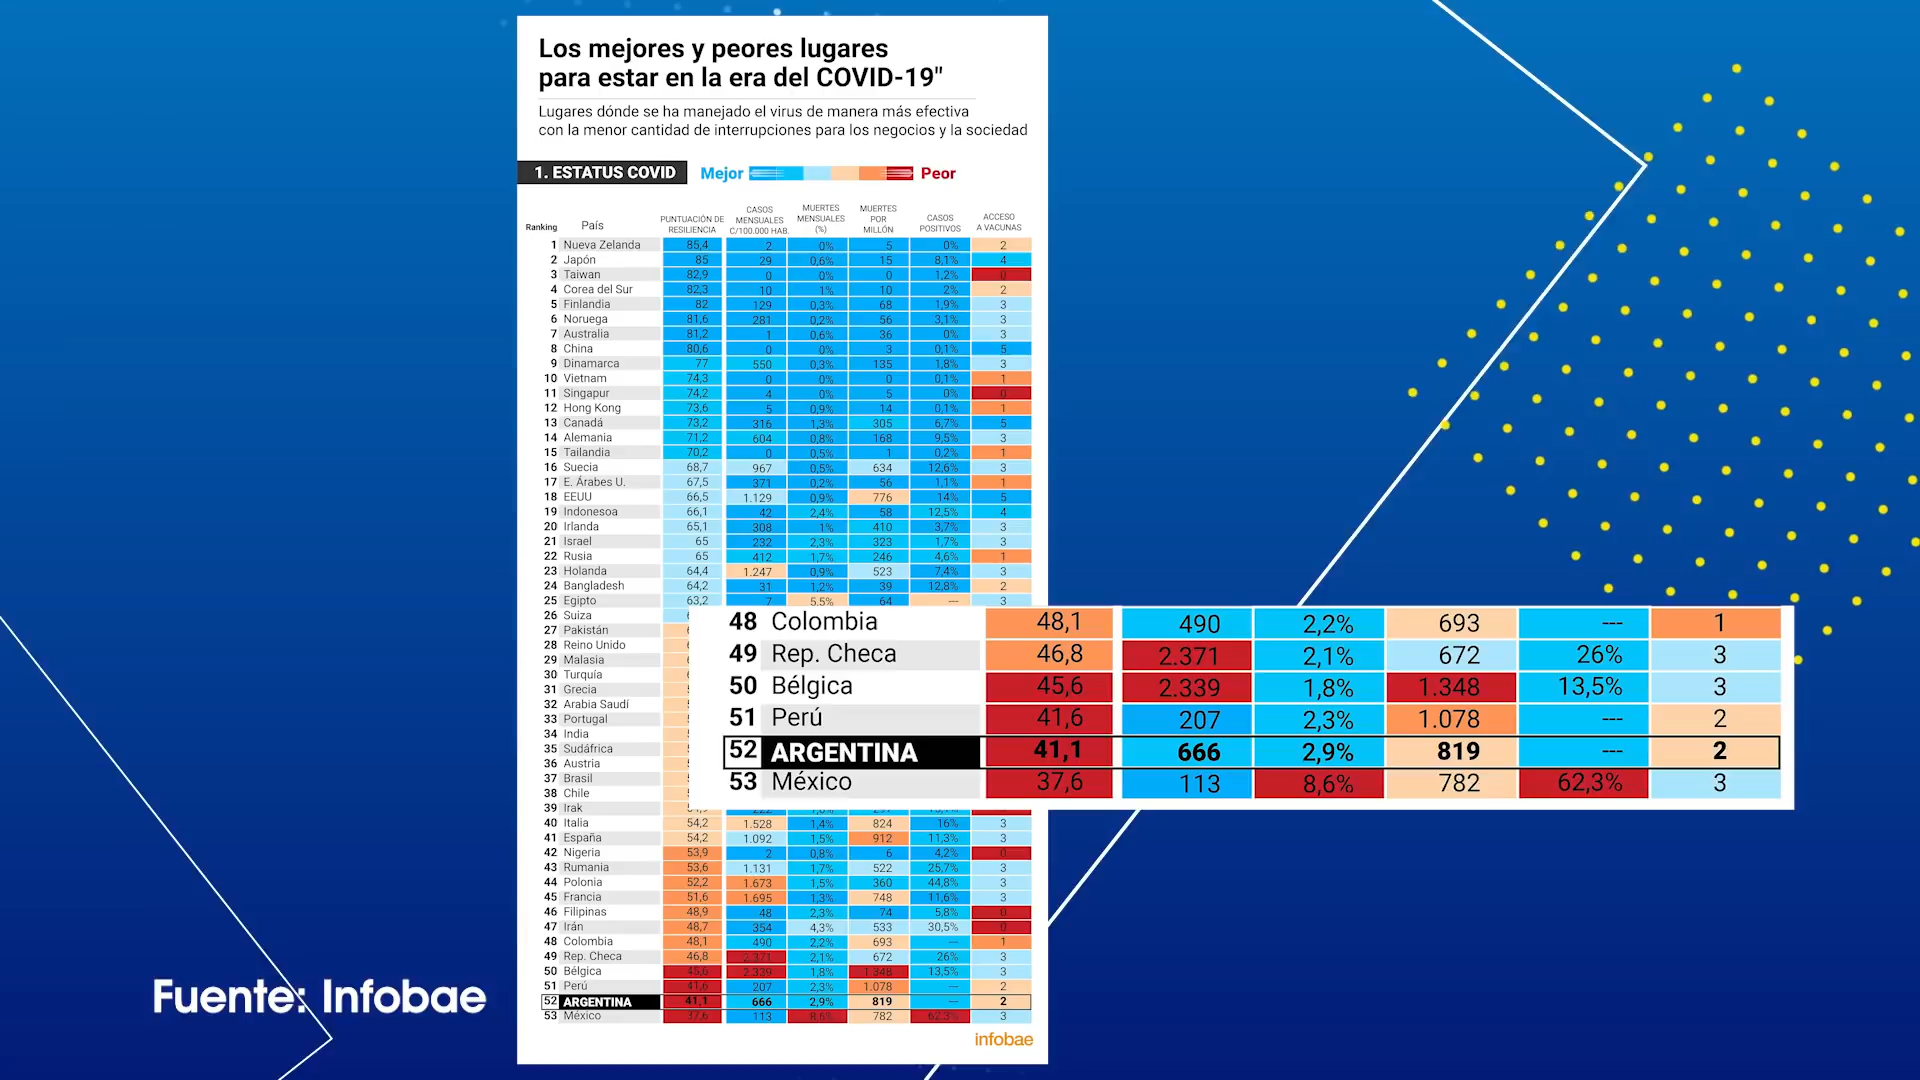 Los mejores y peores lugares
para estar en la era del COVID-19"
Lugares dónde se ha manejado el virus de manera más efectiva
con la menor cantidad de interrupciones para los negocios y la sociedad
1. ESTATUS COVID Mejor Peor
Ranking País PUNTUACIÓN DE RESILIENCIA CASOS MENSUALES C/100.000 HAB. MUERTES MENSUALES (%) MUERTES POR MILLÓN CASOS POSITIVOS ACCESO A VACUNAS
1 Nueva Zelanda 85,4 2 0% 5 0% 2
2 Japón 85 29 0,6% 15 8,1% 4
3 Taiwan 82,9 0 0% 0 1,2% 0
4 Corea del Sur 82,3 10 1% 10 2% 2
5 Finlandia 82 129 0,3% 68 1,9% 3
6 Noruega 81,6 281 0,2% 56 3,1% 3
7 Australia 81,2 1 0,6% 36 0% 3
8 China 80,6 0 0% 3 0,1% 5
9 Dinamarca 77 550 0,3% 135 1,8% 3
10 Vietnam 74,3 0 0% 0 0,1% 1
11 Singapur 74,2 4 0% 5 0% 0
12 Hong Kong 73,6 5 0,9% 14 0,1% 1
13 Canadá 73,2 316 1,3% 305 6,7% 5
14 Alemania 71,2 604 0,8% 168 9,5% 3
15 Tailandia 70,2 0 0,5% 1 0,2% 1
16 Suecia 68,7 967 0,5% 634 12,6% 3
17 E. Árabes U. 67,5 371 0,2% 56 1,1% 1
18 EEUU 66,5 1.129 0,9% 776 14% 5
19 Indonesoa 66,1 42 2,4% 58 12,5% 4
20 Irlanda 65,1 308 1% 410 3,7% 3
21 Israel 65 232 2,3% 323 1,7% 3
22 Rusia 65 412 1,7% 246 4,6% 1
23 Holanda 64,4 1.247 0,9% 523 7,4% 3
24 Bangladesh 64,2 31 1,2% 39 12,8% 2
25 Egipto 63,2 7 5,5% 64 --- 3
26 Suiza
27 Pakistán
28 Reino Unido
29 Malasia
30 Turquía
31 Grecia
32 Arabia Saudí
33 Portugal
34 India
35 Sudáfrica
36 Austria
37 Brasil
38 Chile
39 Irak
40 Italia 54,2 1.528 1,4% 824 16% 3
41 España 54,2 1.092 1,5% 912 11,3% 3
42 Nigeria 53,9 2 0,8% 6 4,2% 0
43 Rumania 53,6 1.131 1,7% 522 25,7% 3
44 Polonia 52,2 1.673 1,5% 360 44,8% 3
45 Francia 51,6 1.695 1,3% 748 11,6% 3
46 Filipinas 48,9 48 2,3% 74 5,8% 0
47 Irán 48,7 354 4,3% 533 30,5% 0
48 Colombia 48,1 490 2,2% 693 --- 1
49 Rep. Checa 46,8 2.371 2,1% 672 26% 3
50 Bélgica 45,6 2.339 1,8% 1.348 13,5% 3
51 Perú 41,6 207 2,3% 1.078 --- 2
52 ARGENTINA 41,1 666 2,9% 819 --- 2
53 México 37,6 113 8,6% 782 62,3% 3
infobae
48 Colombia 48,1 490 2,2% 693 --- 1
49 Rep. Checa 46,8 2.371 2,1% 672 26% 3
50 Bélgica 45,6 2.339 1,8% 1.348 13,5% 3
51 Perú 41,6 207 2,3% 1.078 --- 2
52 ARGENTINA 41,1 666 2,9% 819 --- 2
53 México 37,6 113 8,6% 782 62,3% 3
Fuente: Infobae